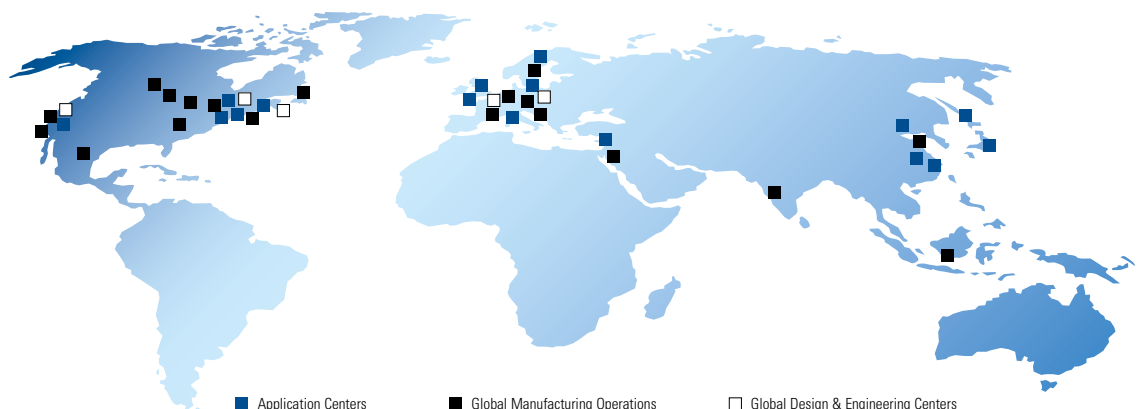 Application Centers
Global Manufacturing Operations
Global Design & Engineering Centers